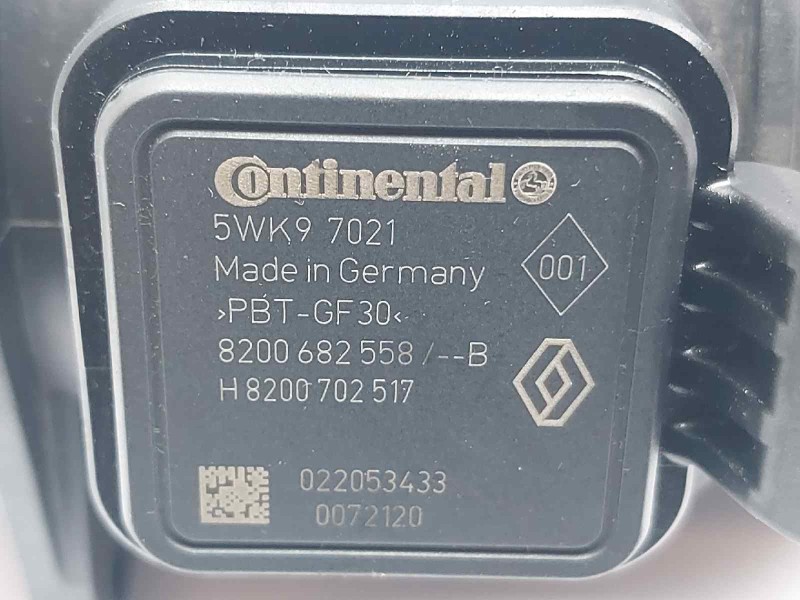 Continental
5WK9 7021
Made in Germany
001
>PBT-GF30<
8200 682 558 /--B
H 8200 702 517
022053433
0072120